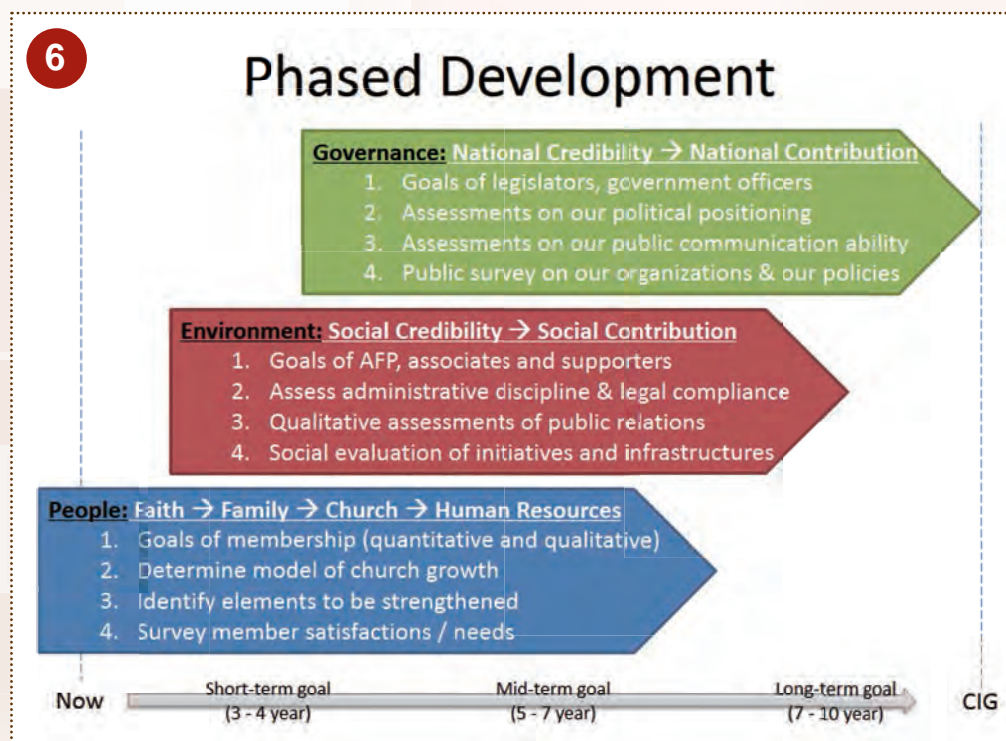 6
Phased Development
Governance: National Credibility → National Contribution
1. Goals of legislators, government officers
2. Assessments on our political positioning
3. Assessments on our public communication ability
4. Public survey on our organizations & our policies
Environment: Social Credibility → Social Contribution
1. Goals of AFP, associates and supporters
2. Assess administrative discipline & legal compliance
3. Qualitative assessments of public relations
4. Social evaluation of initiatives and infrastructures
People: Faith → Family → Church → Human Resources
1. Goals of membership (quantitative and qualitative)
2. Determine model of church growth
3. Identify elements to be strengthened
4. Survey member satisfactions / needs
Now
Short-term goal
(3 - 4 year)
Mid-term goal
(5 - 7 year)
Long-term goal
(7 - 10 year)
CIG